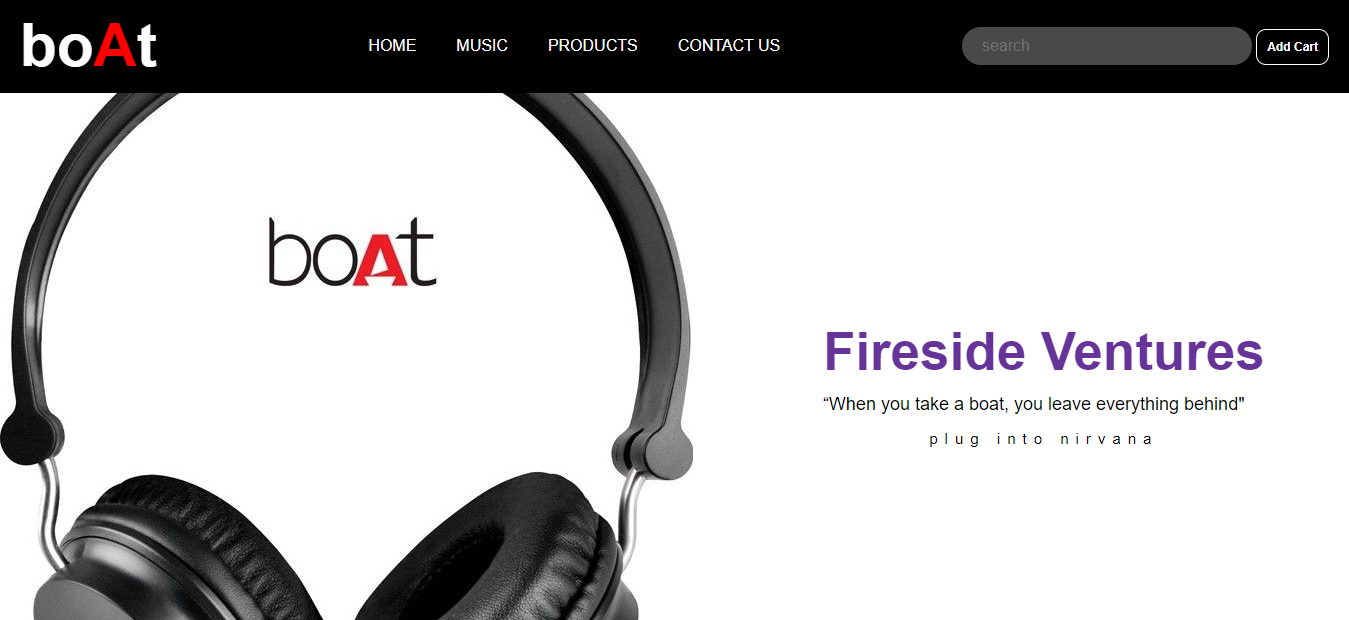 boAt
HOME MUSIC PRODUCTS CONTACT US
search
Add Cart
boAt
Fireside Ventures
“When you take a boat, you leave everything behind"
plug into nirvana